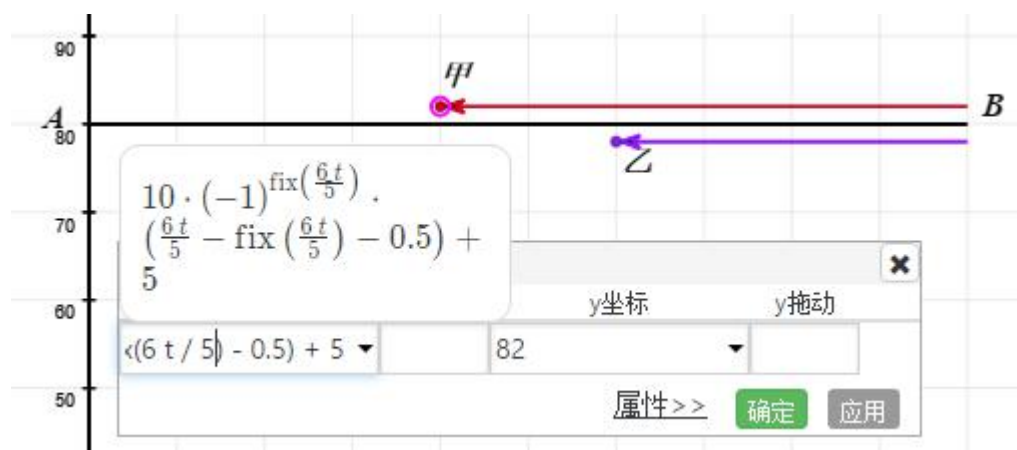 90
甲
A
B
80
乙
10 · (−1)^fix(6t/5) ·
(6t/5 − fix (6t/5) − 0.5) +
5
70
60
y坐标
y拖动
x((6 t / 5) - 0.5) + 5
82
50
属性>>
确定
应用